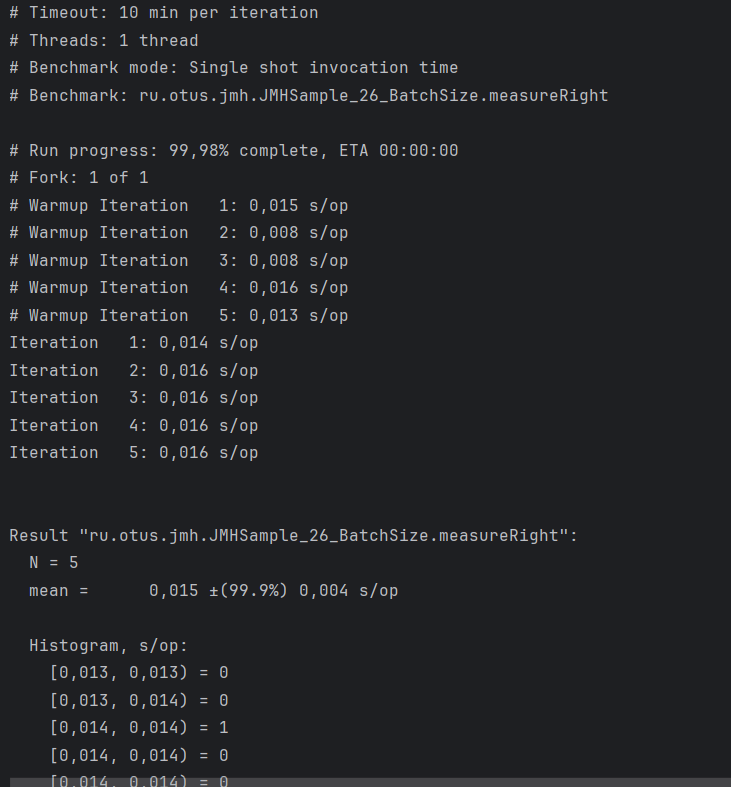 # Timeout: 10 min per iteration
# Threads: 1 thread
# Benchmark mode: Single shot invocation time
# Benchmark: ru.otus.jmh.JMHSample_26_BatchSize.measureRight
# Run progress: 99,98% complete, ETA 00:00:00
# Fork: 1 of 1
# Warmup Iteration   1: 0,015 s/op
# Warmup Iteration   2: 0,008 s/op
# Warmup Iteration   3: 0,008 s/op
# Warmup Iteration   4: 0,016 s/op
# Warmup Iteration   5: 0,013 s/op
Iteration   1: 0,014 s/op
Iteration   2: 0,016 s/op
Iteration   3: 0,016 s/op
Iteration   4: 0,016 s/op
Iteration   5: 0,016 s/op
Result "ru.otus.jmh.JMHSample_26_BatchSize.measureRight":
  N = 5
  mean =      0,015 ±(99.9%) 0,004 s/op
  Histogram, s/op:
    [0,013, 0,013) = 0
    [0,013, 0,014) = 0
    [0,014, 0,014) = 1
    [0,014, 0,014) = 0
    [0,014, 0,014) = 0